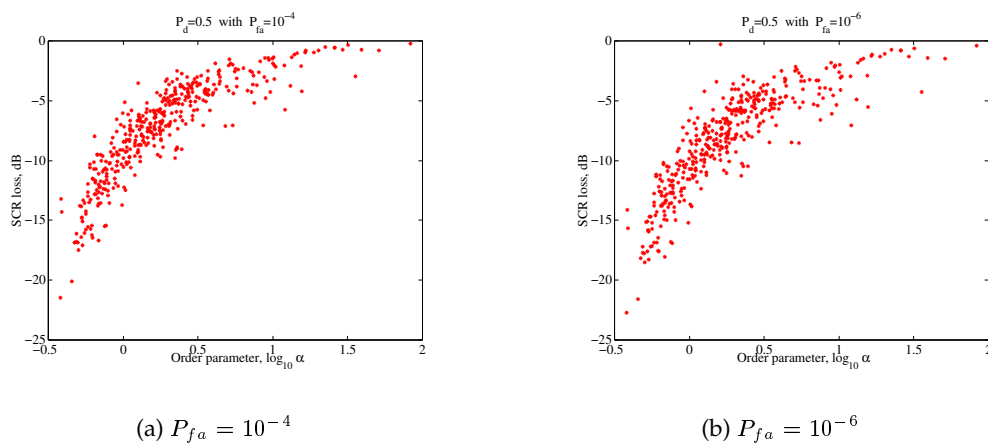 P_d=0.5 with P_fa=10^-4
0
−5
−10
−15
−20
−25
SCR loss, dB
−0.5 0 0.5 1 1.5 2
Order parameter, log_10 α
(a) P_fa = 10^-4
P_d=0.5 with P_fa=10^-6
0
−5
−10
−15
−20
−25
SCR loss, dB
−0.5 0 0.5 1 1.5 2
Order parameter, log_10 α
(b) P_fa = 10^-6